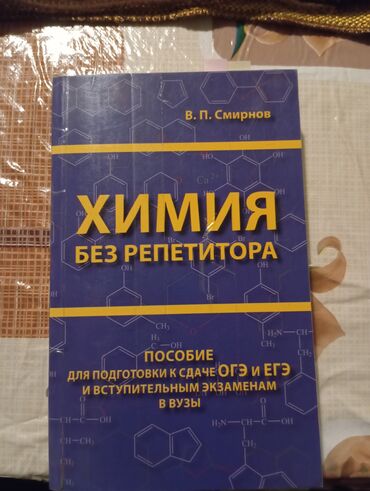 В. П. Смирнов
ХИМИЯ
БЕЗ РЕПЕТИТОРА
ПОСОБИЕ
ДЛЯ ПОДГОТОВКИ К СДАЧЕ ОГЭ И ЕГЭ
И ВСТУПИТЕЛЬНЫМ ЭКЗАМЕНАМ
В ВУЗЫ